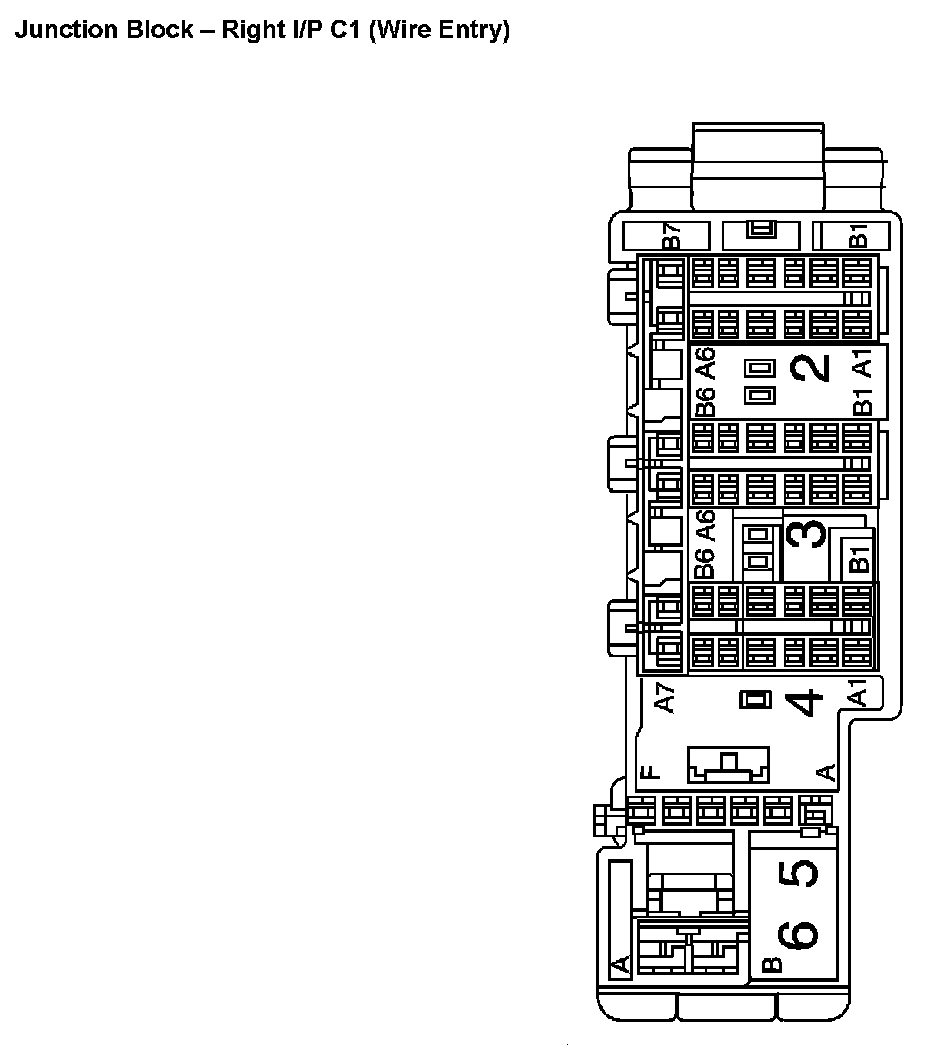 Junction Block – Right I/P C1 (Wire Entry)
B7
B1
A6
2
A1
B6
B1
A6
3
B6
B1
A7
4
A1
F
A
5
6
A
B